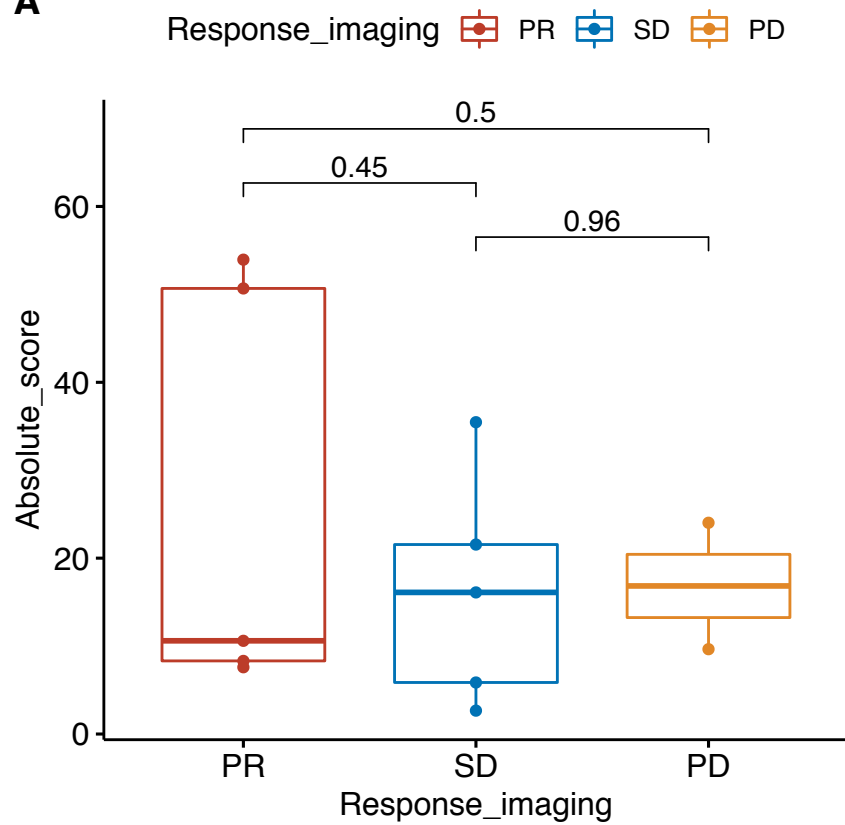 A
Response_imaging PR SD PD
0.5
0.45
0.96
60
40
20
0
Absolute_score
PR SD PD
Response_imaging